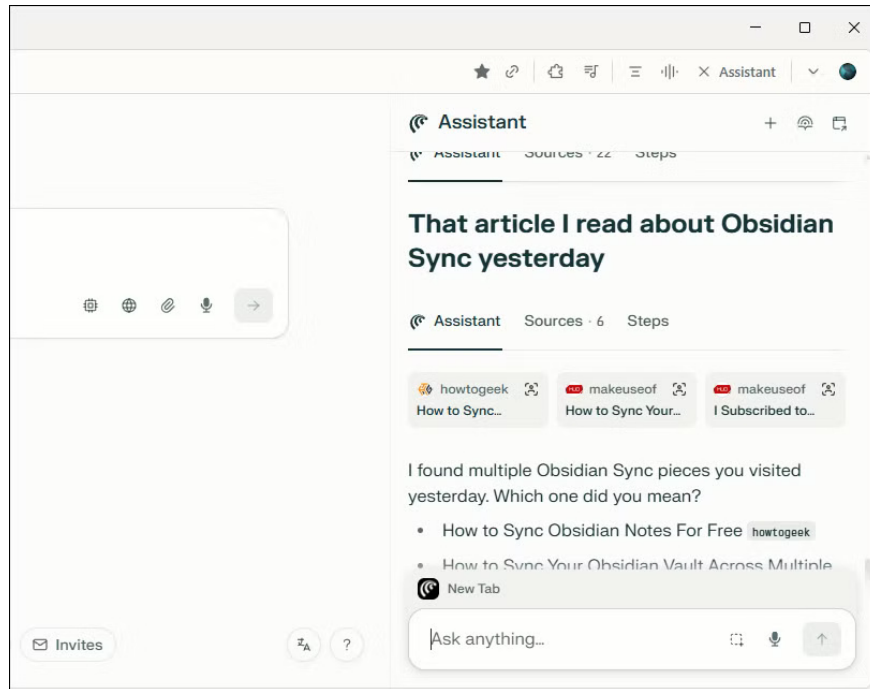 Assistant
Assistant
Assistant Sources · 22 Steps
That article I read about Obsidian
Sync yesterday
Assistant Sources · 6 Steps
howtogeek
How to Sync...
makeuseof
How to Sync Your...
makeuseof
I Subscribed to...
I found multiple Obsidian Sync pieces you visited
yesterday. Which one did you mean?
• How to Sync Obsidian Notes For Free howtogeek
• How to Sync Your Obsidian Vault Across Multiple
New Tab
Ask anything...
Invites
?